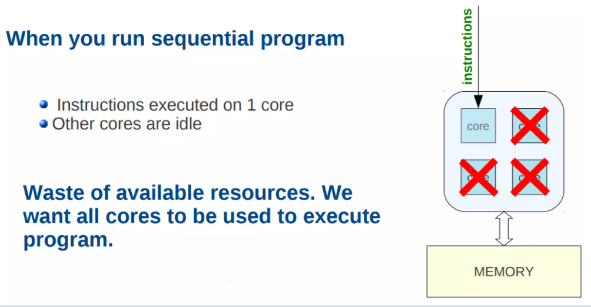 When you run sequential program
Instructions executed on 1 core
Other cores are idle
Waste of available resources. We
want all cores to be used to execute
program.
instructions
core
MEMORY